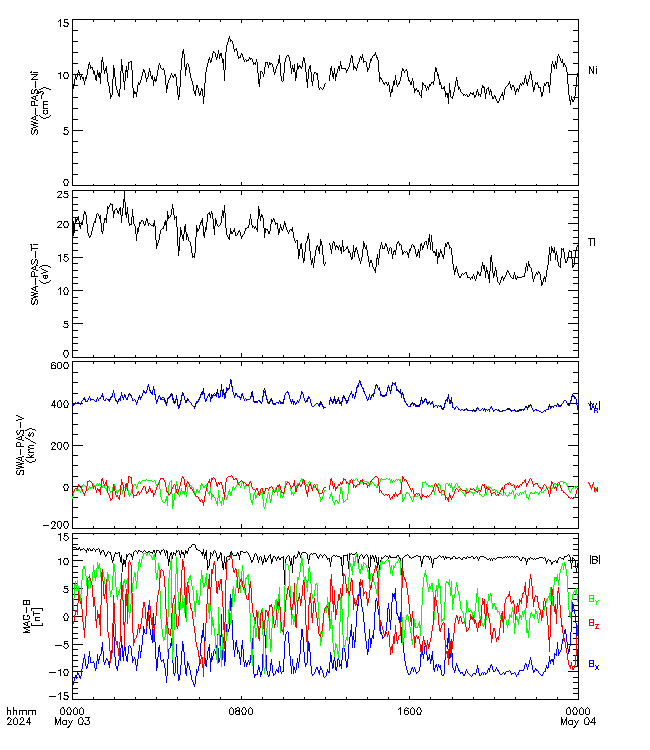 15
10
5
0
SWA-PAS-Ni
(cm⁻³)
Ni
25
20
15
10
5
0
SWA-PAS-Ti
(eV)
Ti
600
400
200
0
-200
SWA-PAS-V
(km/s)
|V|
15
10
5
0
-5
-10
-15
MAG-B
[nT]
|B|
By
Bz
Bx
hhmm
2024
0000
May 03
0800
1600
0000
May 04